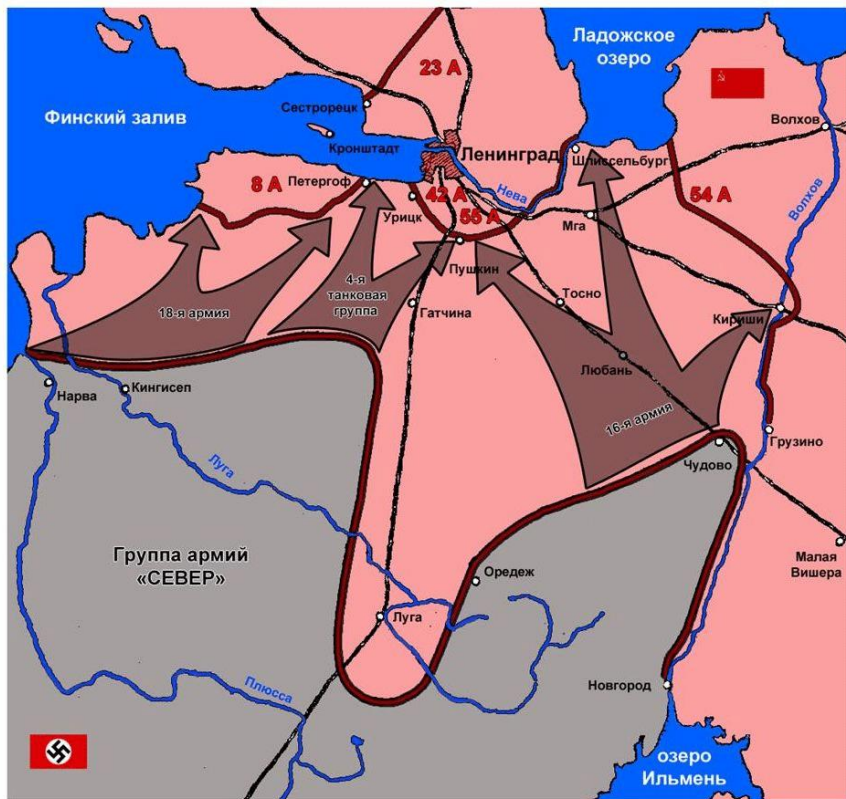 Ладожское
озеро
23 А
Финский залив
Сестрорецк
Волхов
Кронштадт
Ленинград
Шлиссельбург
8 А
Петергоф
42 А
Нева
54 А
Волхов
Урицк
55 А
Мга
Пушкин
4-я
танковая
группа
18-я армия
Гатчина
Тосно
Кириши
Любань
Нарва
Кингисеп
16-я армия
Грузино
Чудово
Луга
Группа армий
«СЕВЕР»
Малая
Вишера
Оредеж
Луга
Плюсса
Новгород
озеро
Ильмень